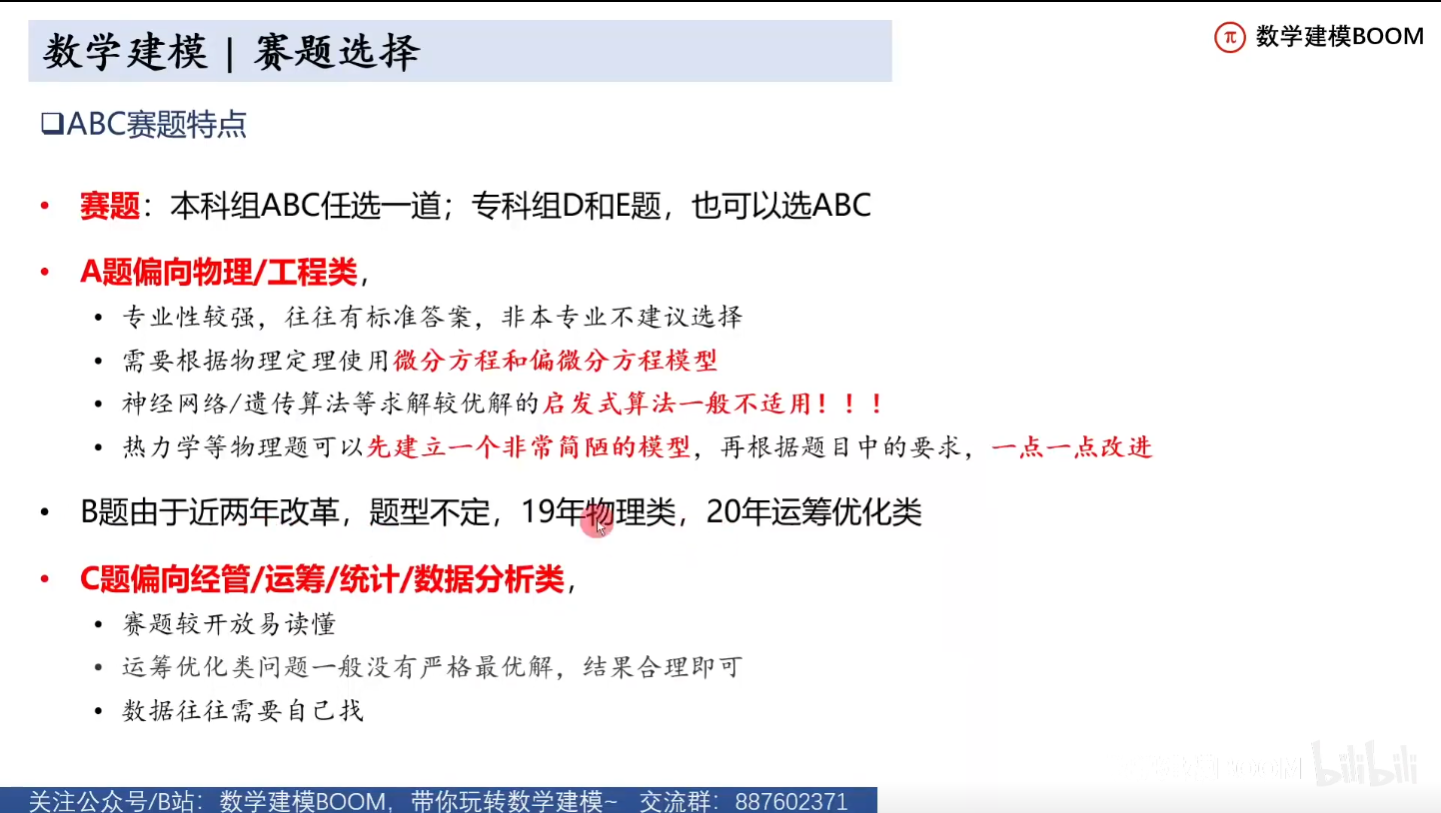 数学建模 | 赛题选择
π 数学建模BOOM
❑ABC赛题特点
• 赛题：本科组ABC任选一道；专科组D和E题，也可以选ABC
• A题偏向物理/工程类，
• 专业性较强，往往有标准答案，非本专业不建议选择
• 需要根据物理定理使用微分方程和偏微分方程模型
• 神经网络/遗传算法等求解较优解的启发式算法一般不适用！！！
• 热力学等物理题可以先建立一个非常简陋的模型，再根据题目中的要求，一点一点改进
• B题由于近两年改革，题型不定，19年物理类，20年运筹优化类
• C题偏向经管/运筹/统计/数据分析类，
• 赛题较开放易读懂
• 运筹优化类问题一般没有严格最优解，结果合理即可
• 数据往往需要自己找
BOOM bilibili
关注公众号/B站：数学建模BOOM，带你玩转数学建模~ 交流群：887602371